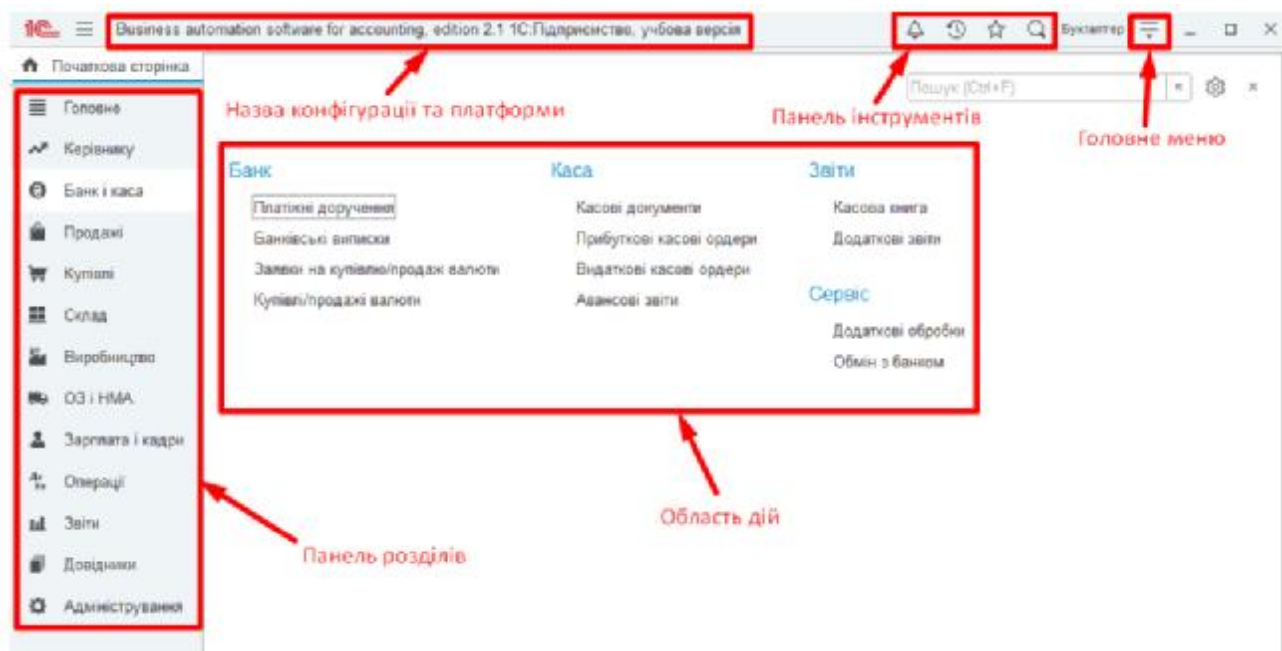 1С Business automation software for accounting, edition 2.1 1С:Підприємство, учбова версія Бухгалтер
Початкова сторінка
Пошук (Ctrl+F)
Назва конфігурації та платформи
Панель інструментів
Головне меню
Головне
Керівнику
Банк і каса
Продажі
Купівлі
Склад
Виробництво
ОЗ і НМА
Зарплата і кадри
Операції
Звіти
Довідники
Адміністрування
Банк
Платіжні доручення
Банківські виписки
Заявки на купівлю/продаж валюти
Купівлі/продажі валюти
Каса
Касові документи
Прибуткові касові ордери
Видаткові касові ордери
Авансові звіти
Звіти
Касова книга
Додаткові звіти
Сервіс
Додаткові обробки
Обмін з банком
Область дій
Панель розділів